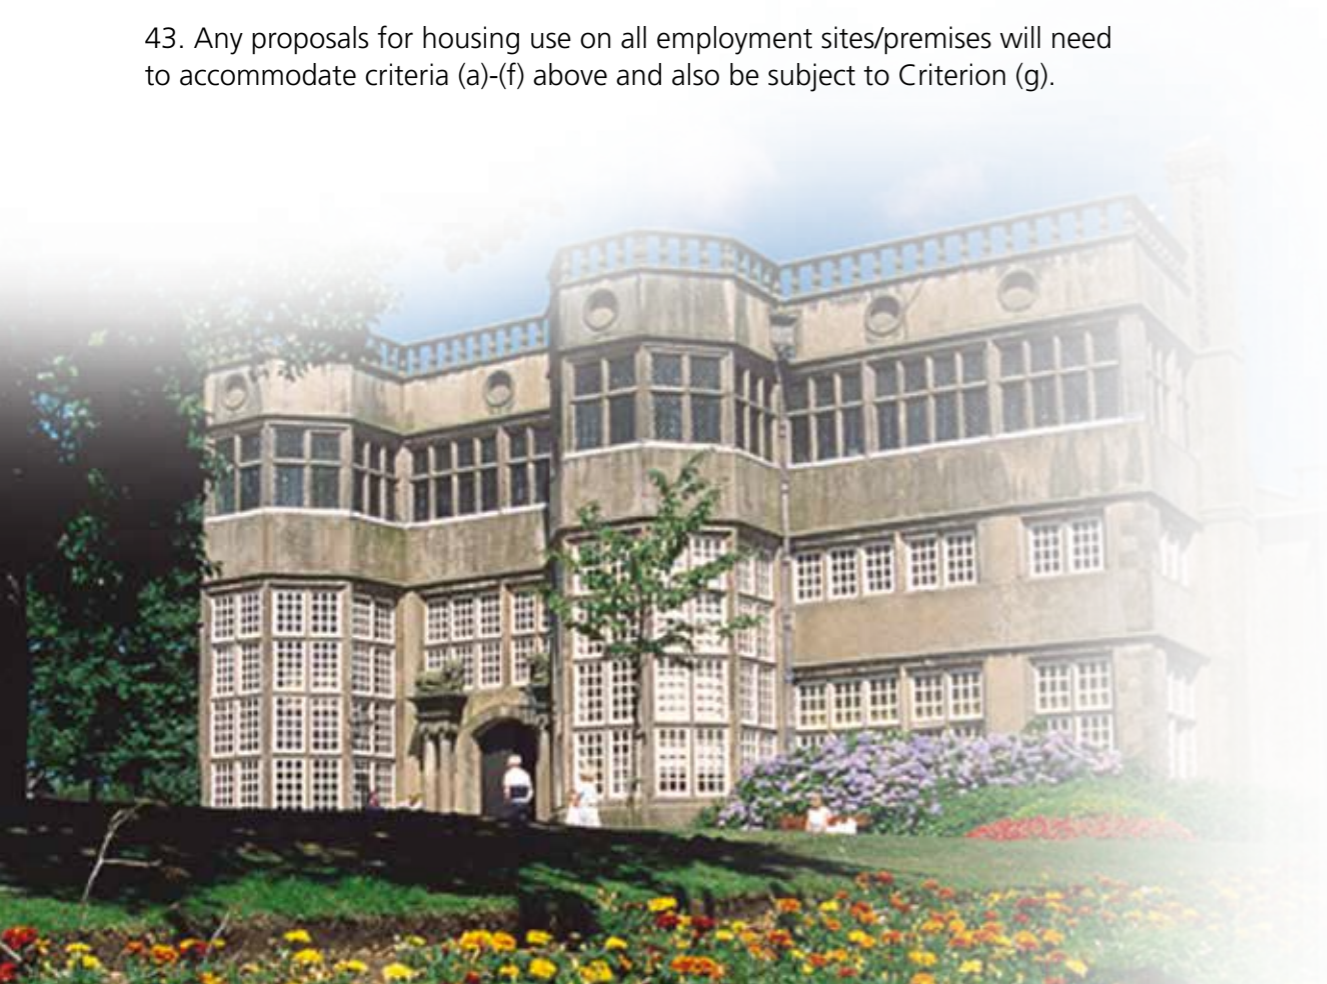 43. Any proposals for housing use on all employment sites/premises will need
to accommodate criteria (a)-(f) above and also be subject to Criterion (g).